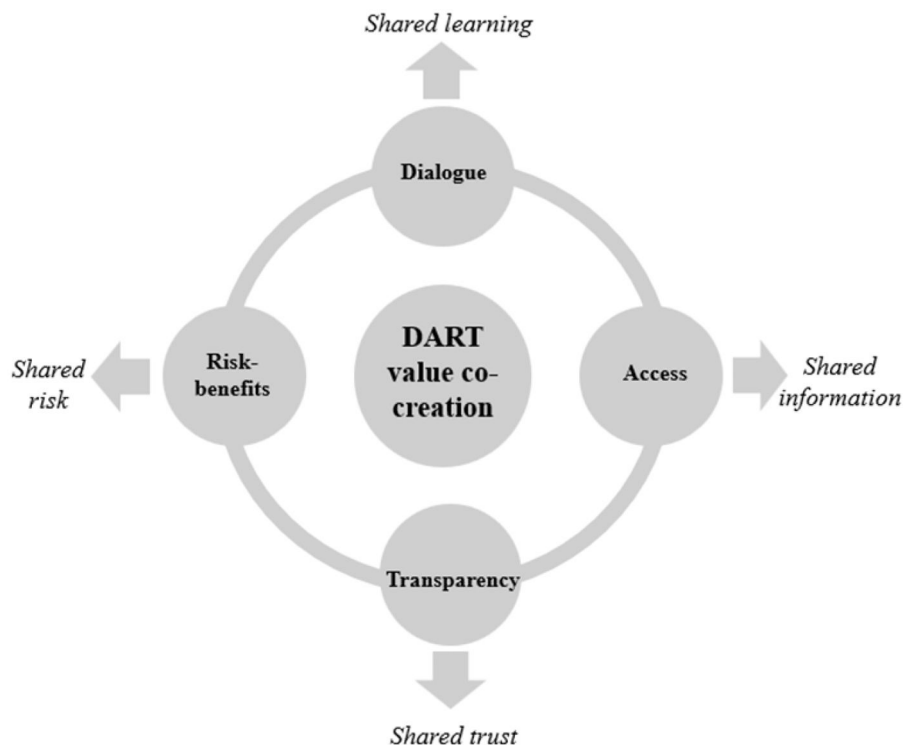 Shared learning
Dialogue
Shared
risk
Risk-
benefits
DART
value co-
creation
Access
Shared
information
Transparency
Shared trust